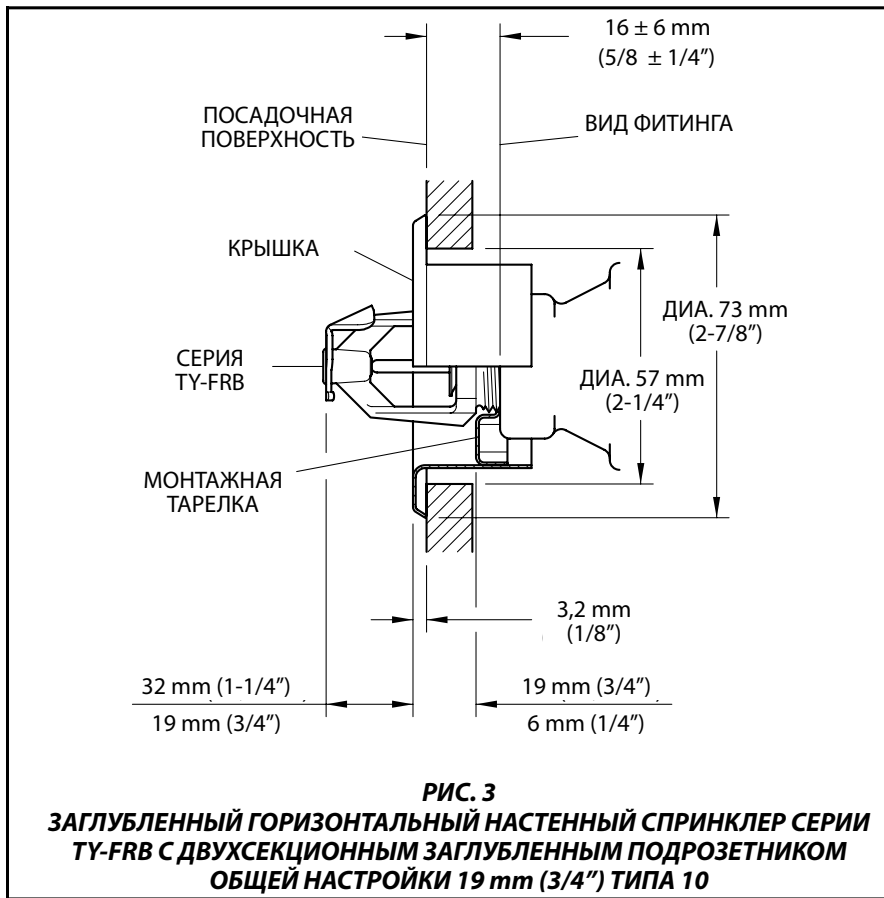 16 ± 6 mm
(5/8 ± 1/4”)
ПОСАДОЧНАЯ
ПОВЕРХНОСТЬ
ВИД ФИТИНГА
КРЫШКА
ДИА. 73 mm
(2-7/8”)
СЕРИЯ
TY-FRB
ДИА. 57 mm
(2-1/4”)
МОНТАЖНАЯ
ТАРЕЛКА
3,2 mm
(1/8”)
32 mm (1-1/4”)
19 mm (3/4”)
19 mm (3/4”)
6 mm (1/4”)
РИС. 3
ЗАГЛУБЛЕННЫЙ ГОРИЗОНТАЛЬНЫЙ НАСТЕННЫЙ СПРИНКЛЕР СЕРИИ
TY-FRB С ДВУХСЕКЦИОННЫМ ЗАГЛУБЛЕННЫМ ПОДРОЗЕТНИКОМ
ОБЩЕЙ НАСТРОЙКИ 19 mm (3/4”) ТИПА 10